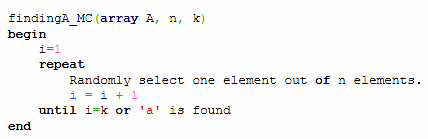 findingA_MC(array A, n, k)
begin
    i=1
    repeat
        Randomly select one element out of n elements.
        i = i + 1
    until i=k or 'a' is found
end